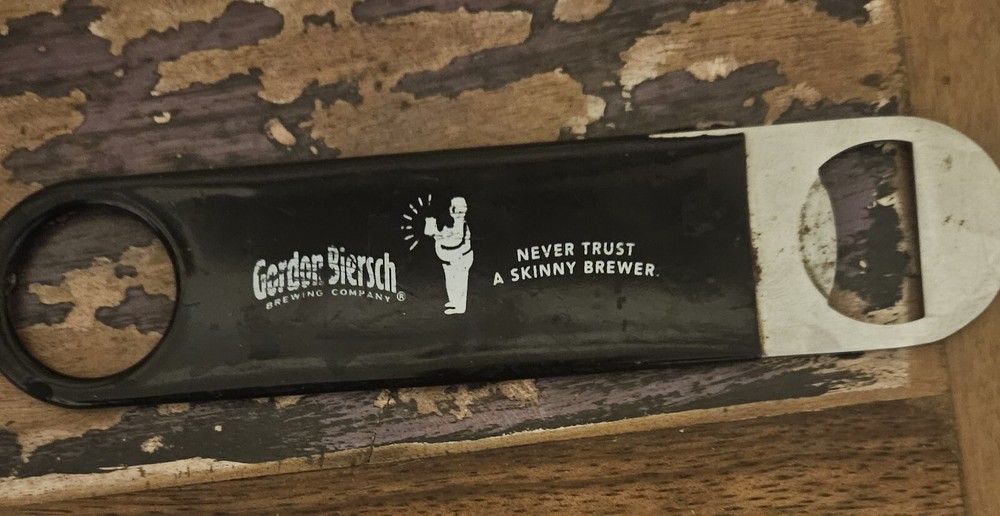 Gordon Biersch
BREWING COMPANY®
NEVER TRUST
A SKINNY BREWER.